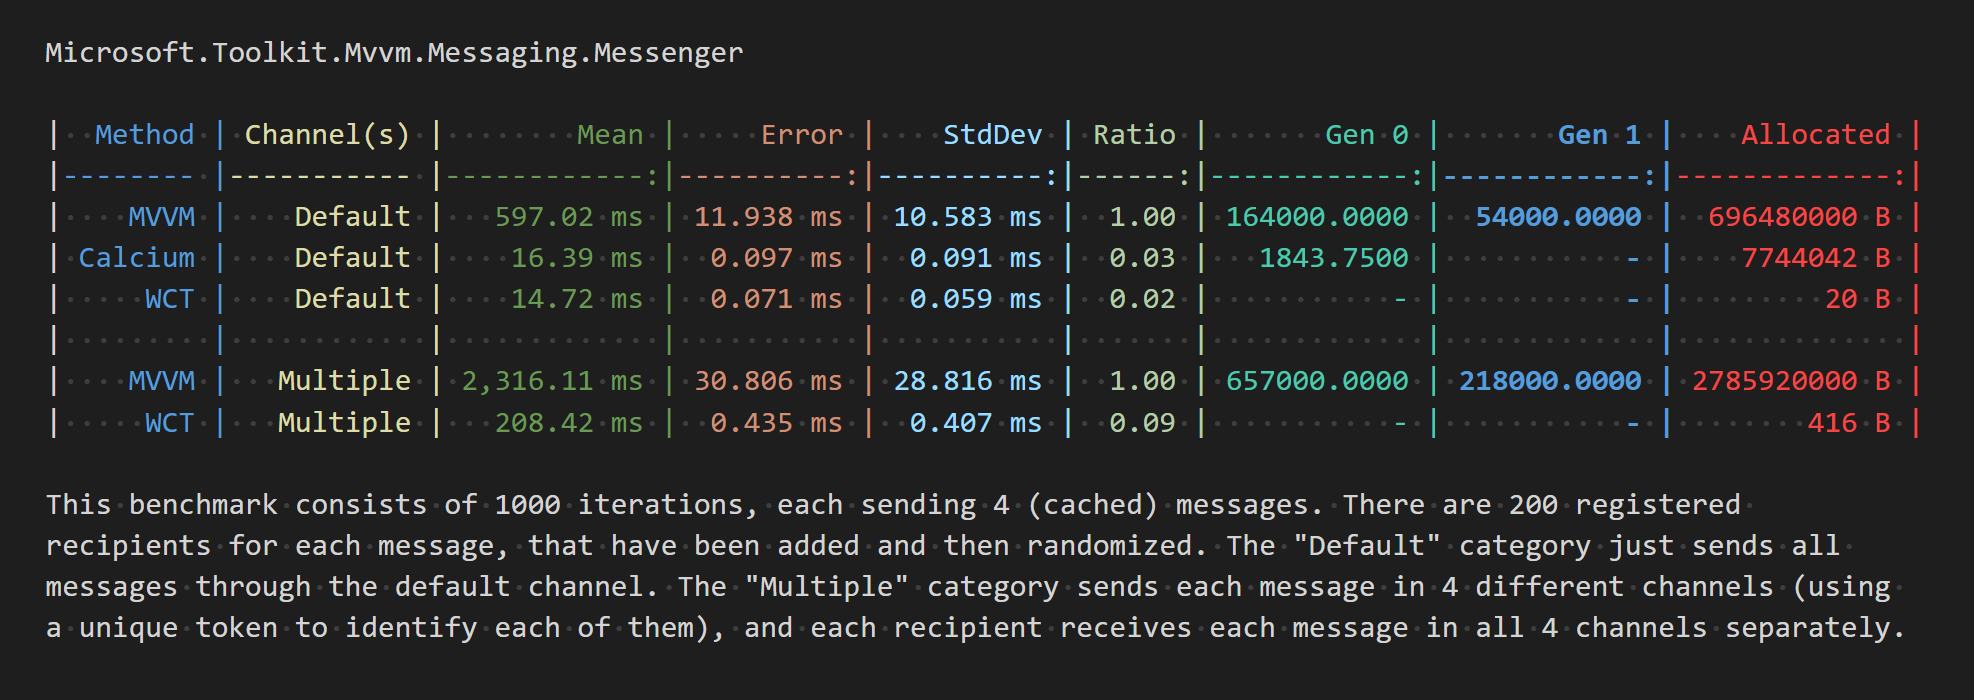 Microsoft.Toolkit.Mvvm.Messaging.Messenger
| Method | Channel(s) | Mean | Error | StdDev | Ratio | Gen 0 | Gen 1 | Allocated |
|-------- |----------- |------------:|----------:|----------:|------:|------------:|------------:|-------------:|
| MVVM | Default | 597.02 ms | 11.938 ms | 10.583 ms | 1.00 | 164000.0000 | 54000.0000 | 696480000 B |
| Calcium | Default | 16.39 ms | 0.097 ms | 0.091 ms | 0.03 | 1843.7500 | - | 7744042 B |
| WCT | Default | 14.72 ms | 0.071 ms | 0.059 ms | 0.02 | - | - | 20 B |
| | | | | | | | | |
| MVVM | Multiple | 2,316.11 ms | 30.806 ms | 28.816 ms | 1.00 | 657000.0000 | 218000.0000 | 2785920000 B |
| WCT | Multiple | 208.42 ms | 0.435 ms | 0.407 ms | 0.09 | - | - | 416 B |
This benchmark consists of 1000 iterations, each sending 4 (cached) messages. There are 200 registered
recipients for each message, that have been added and then randomized. The "Default" category just sends all
messages through the default channel. The "Multiple" category sends each message in 4 different channels (using
a unique token to identify each of them), and each recipient receives each message in all 4 channels separately.